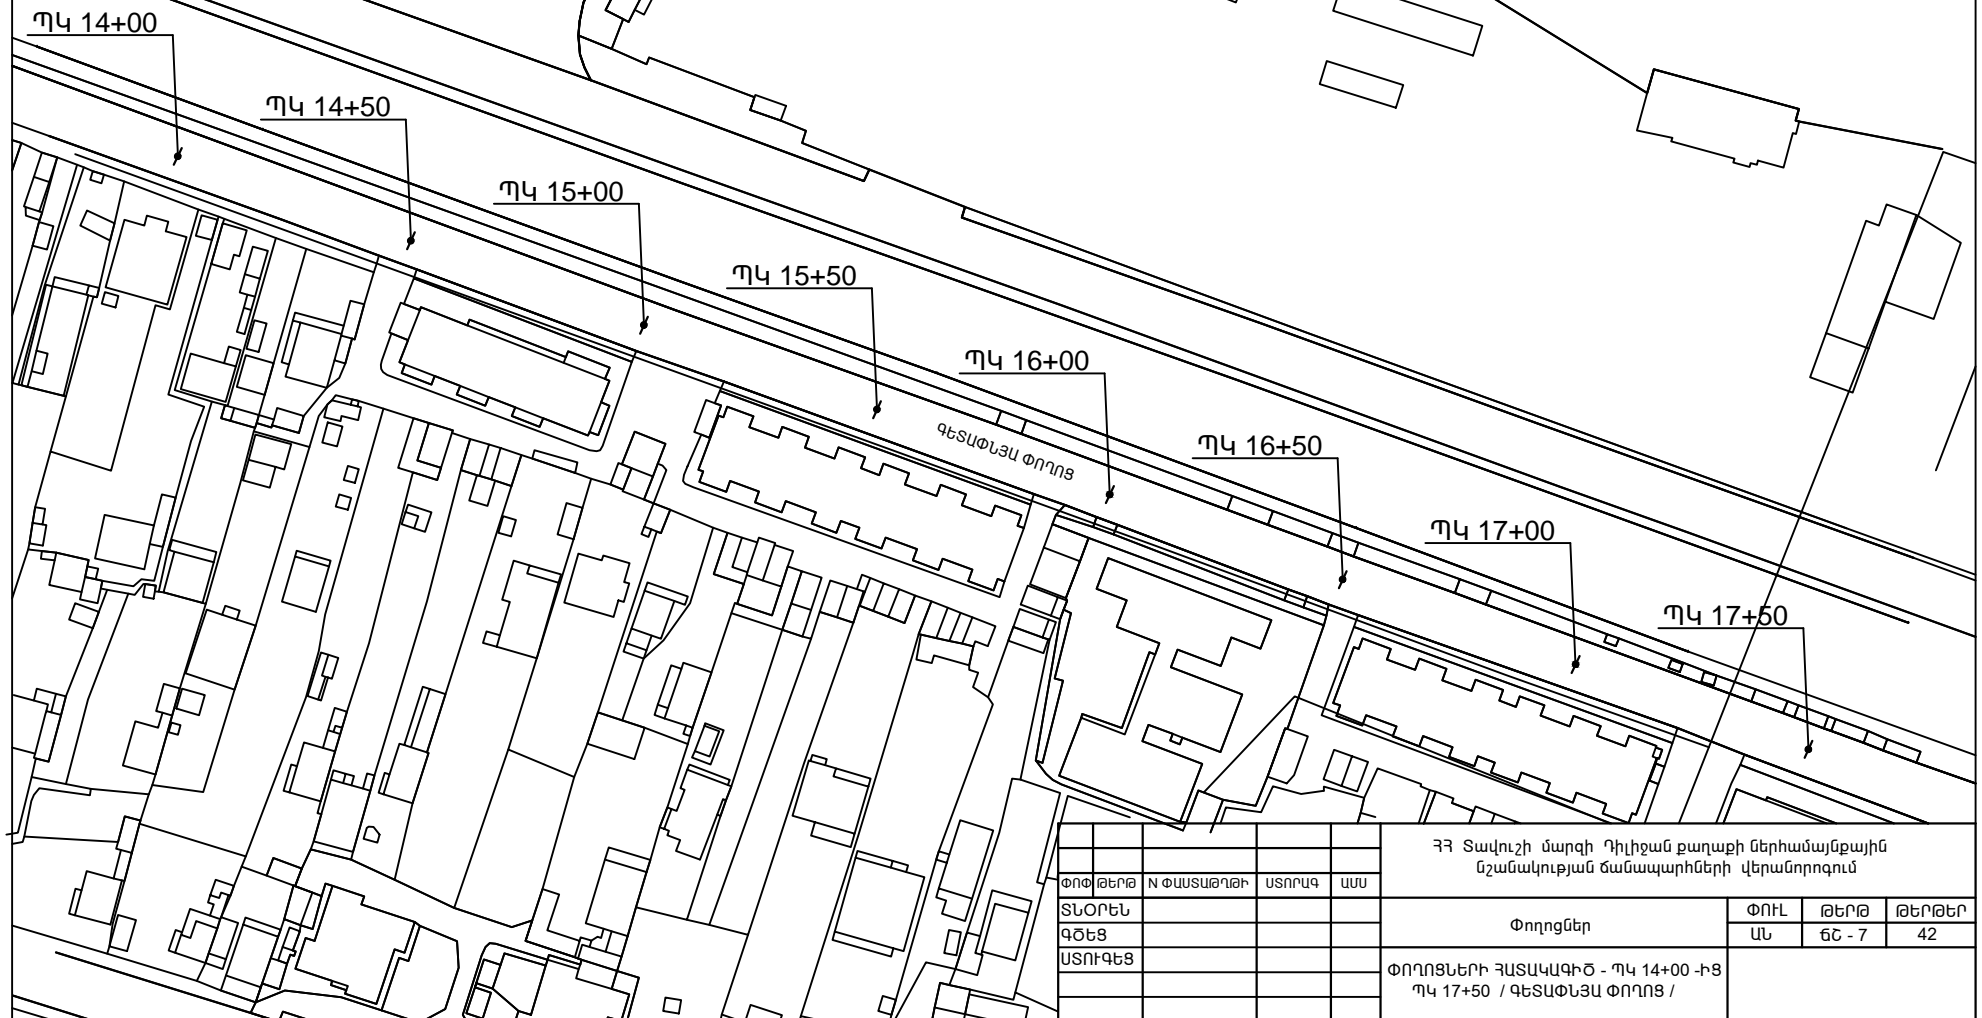 ՊԿ 14+00
ՊԿ 14+50
ՊԿ 15+00
ՊԿ 15+50
ՊԿ 16+00
ՊԿ 16+50
ՊԿ 17+00
ՊԿ 17+50
ԳԵՏԱՓՆՅԱ ՓՈՂՈՑ
ՀՀ Տավուշի մարզի Դիլիջան քաղաքի ներհամայնքային
նշանակության ճանապարհների վերանորոգում
ՓՈՓ ԹԵՐԹ N ՓԱՍՏԱԹՂԹԻ ՍՏՈՐԱԳ ԱՄՍ
ՏՆՕՐԵՆ
ԳԾԵՑ
ՍՏՈՒԳԵՑ
Փողոցներ
ՓՈՒԼ ԹԵՐԹ ԹԵՐԹԵՐ
ԱՆ ՃՇ - 7 42
ՓՈՂՈՑՆԵՐԻ ՀԱՏԱԿԱԳԻԾ - ՊԿ 14+00 -ԻՑ
ՊԿ 17+50 / ԳԵՏԱՓՆՅԱ ՓՈՂՈՑ /